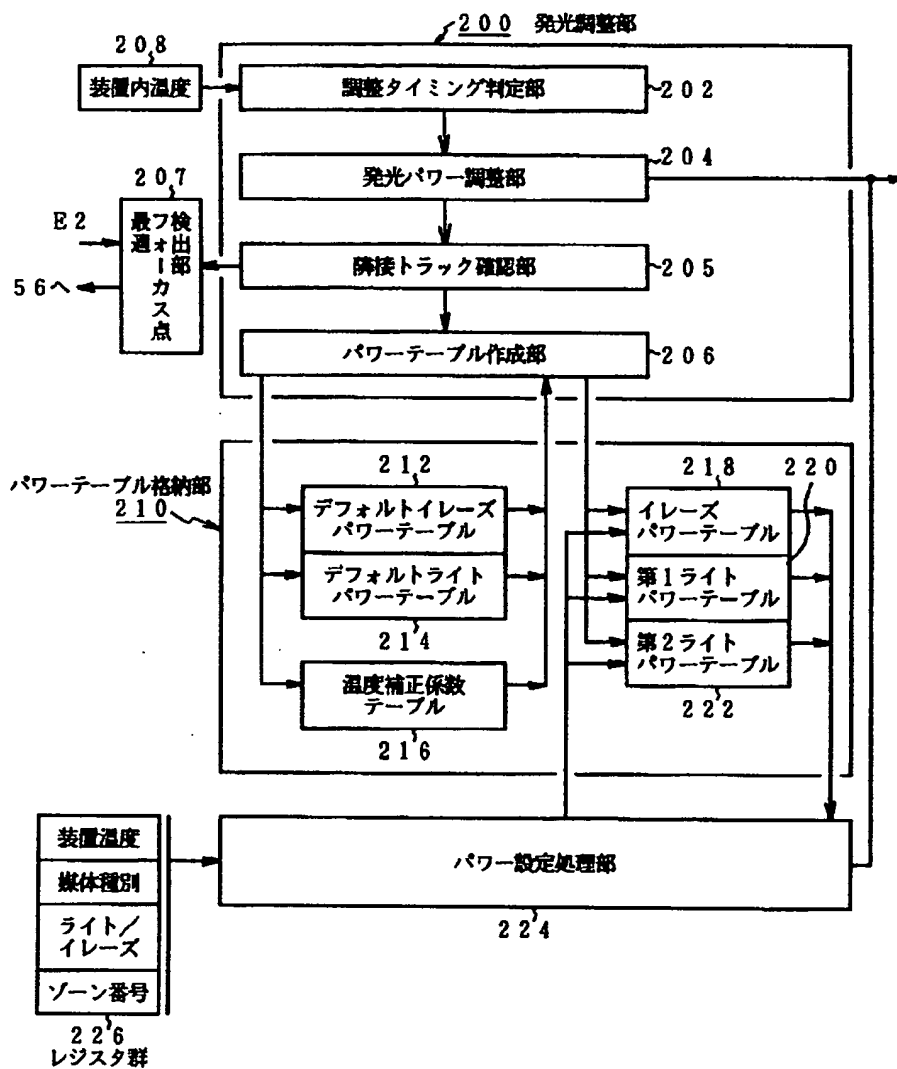 200 発光調整部
208
装置内温度
調整タイミング判定部
202
発光パワー調整部
204
207
最適
フォーカス点
検出部
E2
56へ
隣接トラック確認部
205
パワーテーブル作成部
206
パワーテーブル格納部
210
212
デフォルトイレーズ
パワーテーブル
デフォルトライト
パワーテーブル
214
温度補正係数
テーブル
216
218
220
イレーズ
パワーテーブル
第1ライト
パワーテーブル
第2ライト
パワーテーブル
222
装置温度
媒体種別
ライト/
イレーズ
ゾーン番号
226
レジスタ群
パワー設定処理部
224